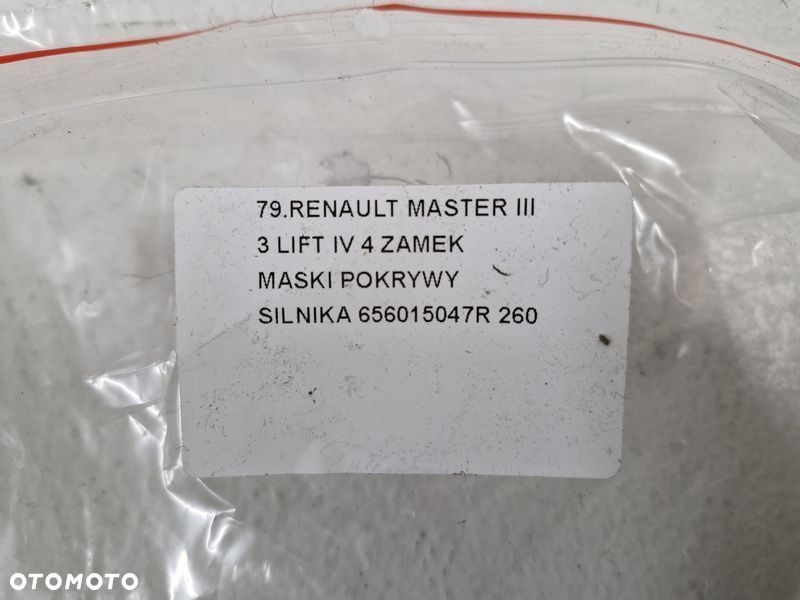 79.RENAULT MASTER III
3 LIFT IV 4 ZAMEK
MASKI POKRYWY
SILNIKA 656015047R 260
OTOMOTO